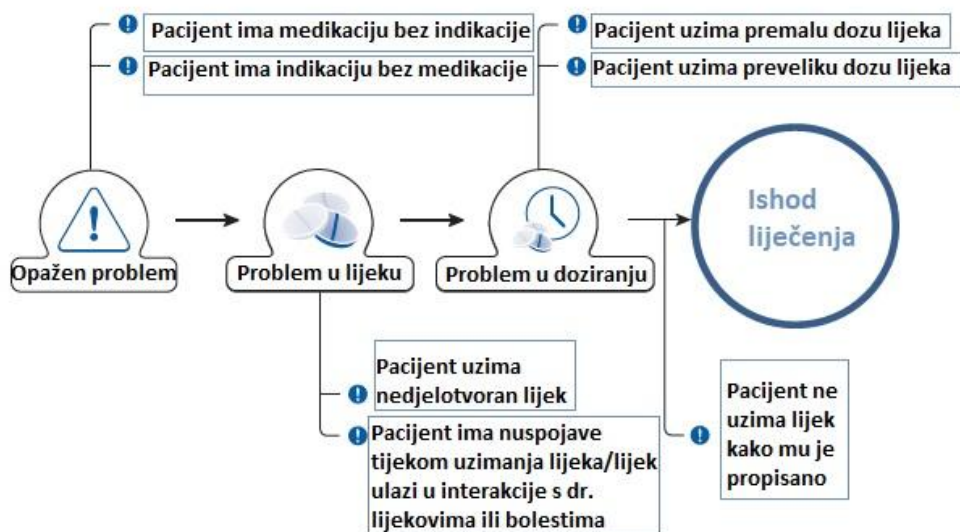 Pacijent ima medikaciju bez indikacije
Pacijent ima indikaciju bez medikacije
Pacijent uzima premalu dozu lijeka
Pacijent uzima preveliku dozu lijeka
Opažen problem
Problem u lijeku
Problem u doziranju
Ishod
liječenja
Pacijent uzima
nedjelotvoran lijek
Pacijent ima nuspojave
tijekom uzimanja lijeka/lijek
ulazi u interakcije s dr.
lijekovima ili bolestima
Pacijent ne
uzima lijek
kako mu je
propisano